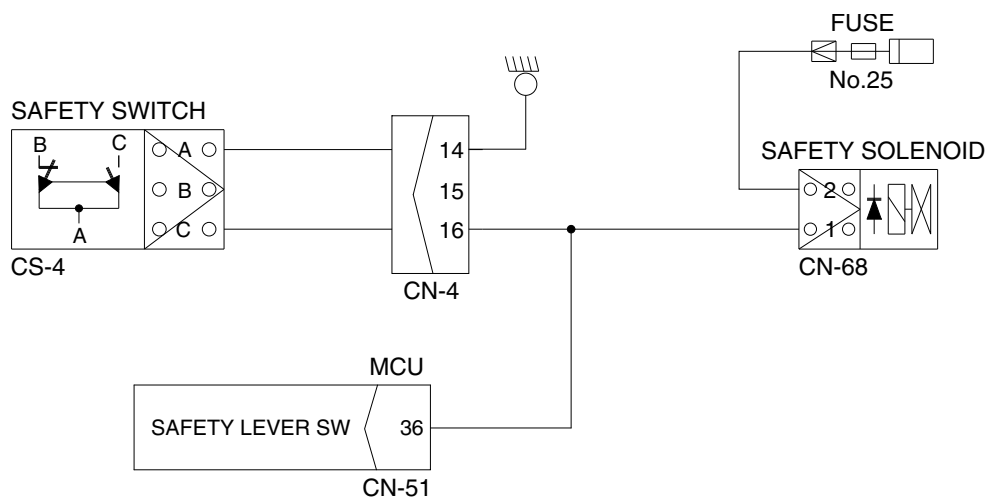 FUSE
No.25
SAFETY SWITCH
B C
A
A
B
C
CS-4
14
15
16
CN-4
SAFETY SOLENOID
2
1
CN-68
MCU
SAFETY LEVER SW 36
CN-51